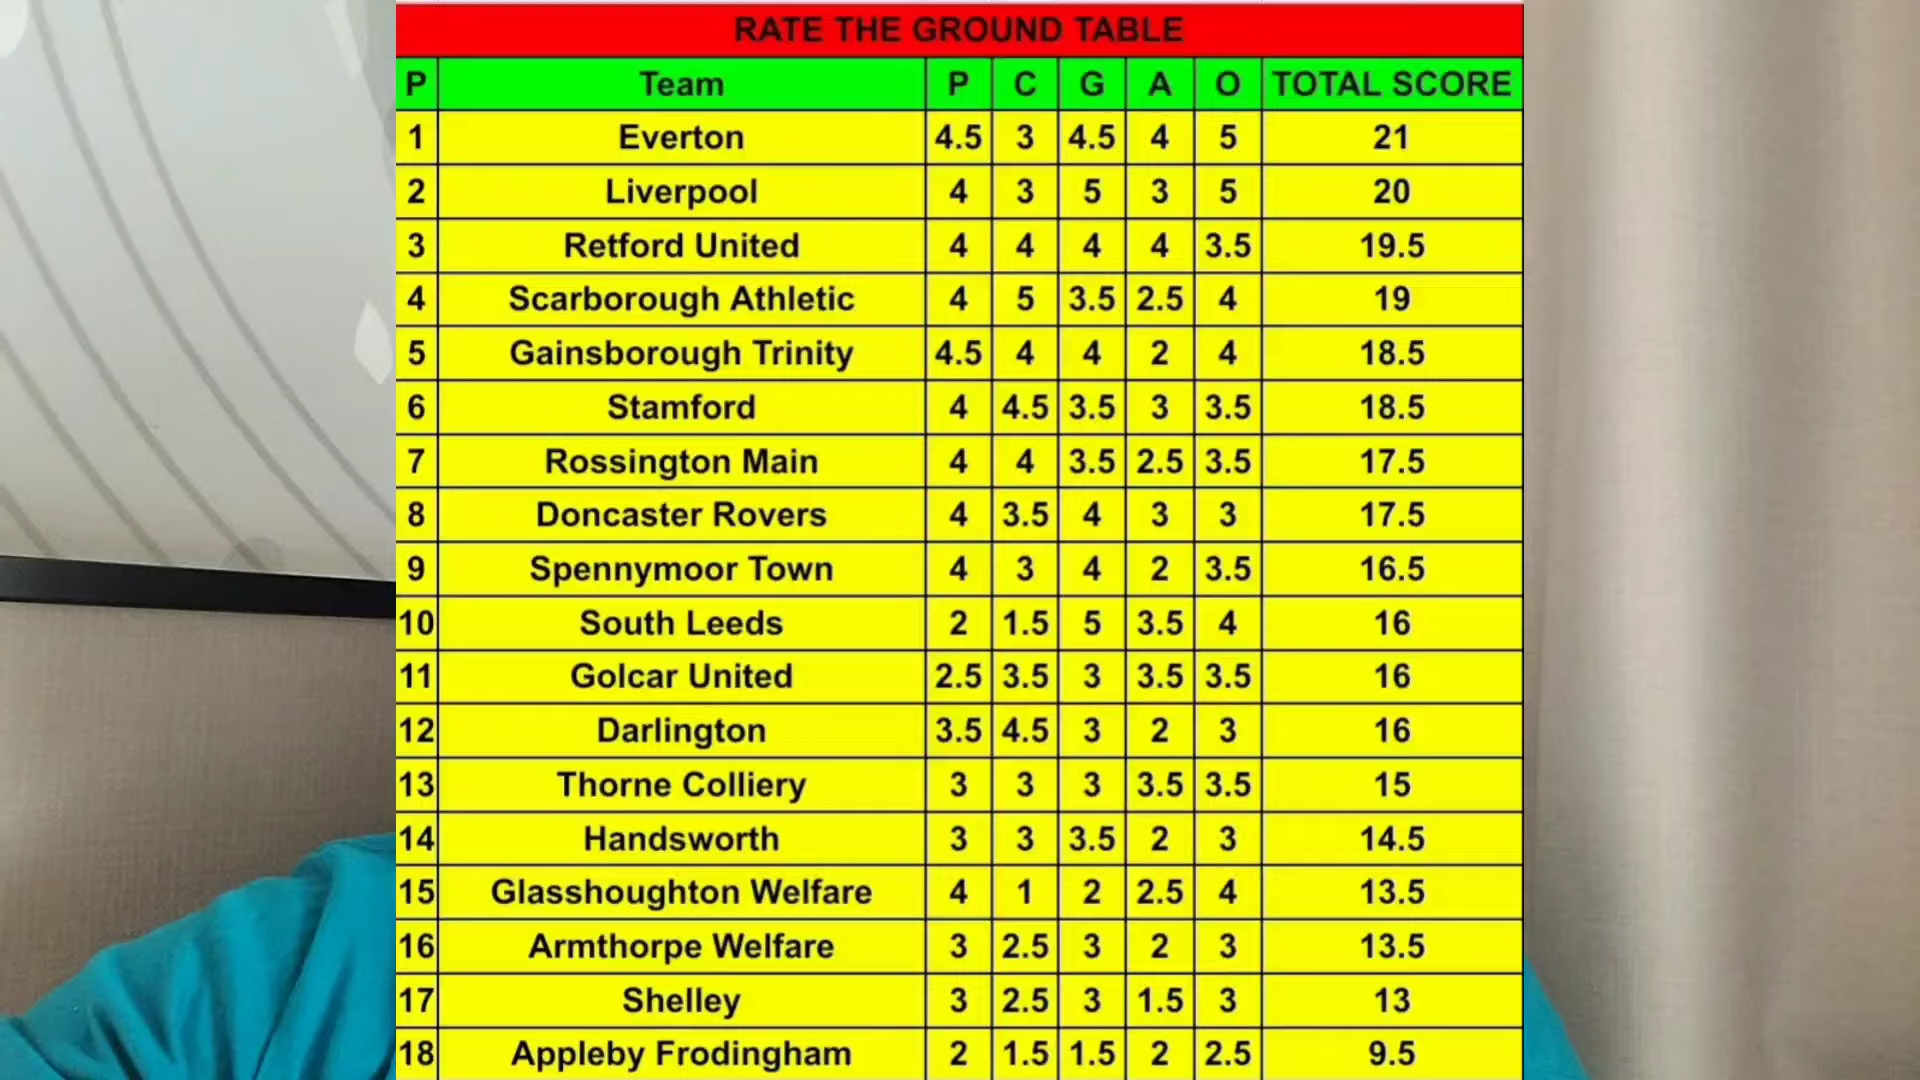 RATE THE GROUND TABLE
P Team P C G A O TOTAL SCORE
1 Everton 4.5 3 4.5 4 5 21
2 Liverpool 4 3 5 3 5 20
3 Retford United 4 4 4 4 3.5 19.5
4 Scarborough Athletic 4 5 3.5 2.5 4 19
5 Gainsborough Trinity 4.5 4 4 2 4 18.5
6 Stamford 4 4.5 3.5 3 3.5 18.5
7 Rossington Main 4 4 3.5 2.5 3.5 17.5
8 Doncaster Rovers 4 3.5 4 3 3 17.5
9 Spennymoor Town 4 3 4 2 3.5 16.5
10 South Leeds 2 1.5 5 3.5 4 16
11 Golcar United 2.5 3.5 3 3.5 3.5 16
12 Darlington 3.5 4.5 3 2 3 16
13 Thorne Colliery 3 3 3 3.5 3.5 15
14 Handsworth 3 3 3.5 2 3 14.5
15 Glasshoughton Welfare 4 1 2 2.5 4 13.5
16 Armthorpe Welfare 3 2.5 3 2 3 13.5
17 Shelley 3 2.5 3 1.5 3 13
18 Appleby Frodingham 2 1.5 1.5 2 2.5 9.5